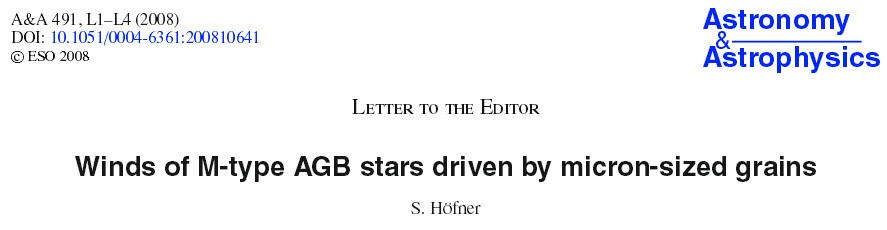 A&A 491, L1–L4 (2008)
DOI: 10.1051/0004-6361:200810641
© ESO 2008
Astronomy
&
Astrophysics
Letter to the Editor
Winds of M-type AGB stars driven by micron-sized grains
S. Höfner